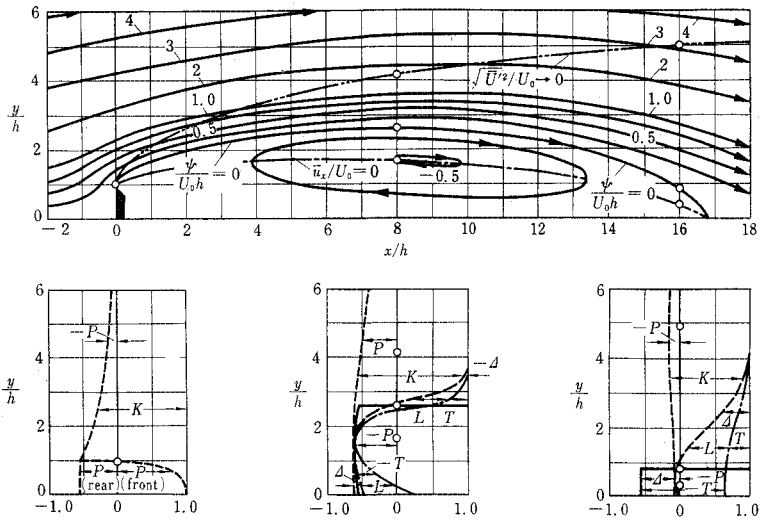 6
4
y/h
2
0
4
3
2
1.0
0.5
ψ/U₀h = 0
ūₓ/U₀=0
√U̅′²/U₀→0
−0.5
3
4
2
1.0
0.5
ψ/U₀h = 0
−2 0 2 4 6 8 10 12 14 16 18
x/h
6
4
y/h
2
0
−P
K
P P
(rear)(front)
−1.0 0 1.0
6
4
y/h
2
0
P
K
−Δ
L T
−P
−T
Δ
L
−1.0 0 1.0
6
4
y/h
2
0
−P
K
Δ
L T
Δ −P
T
−1.0 0 1.0